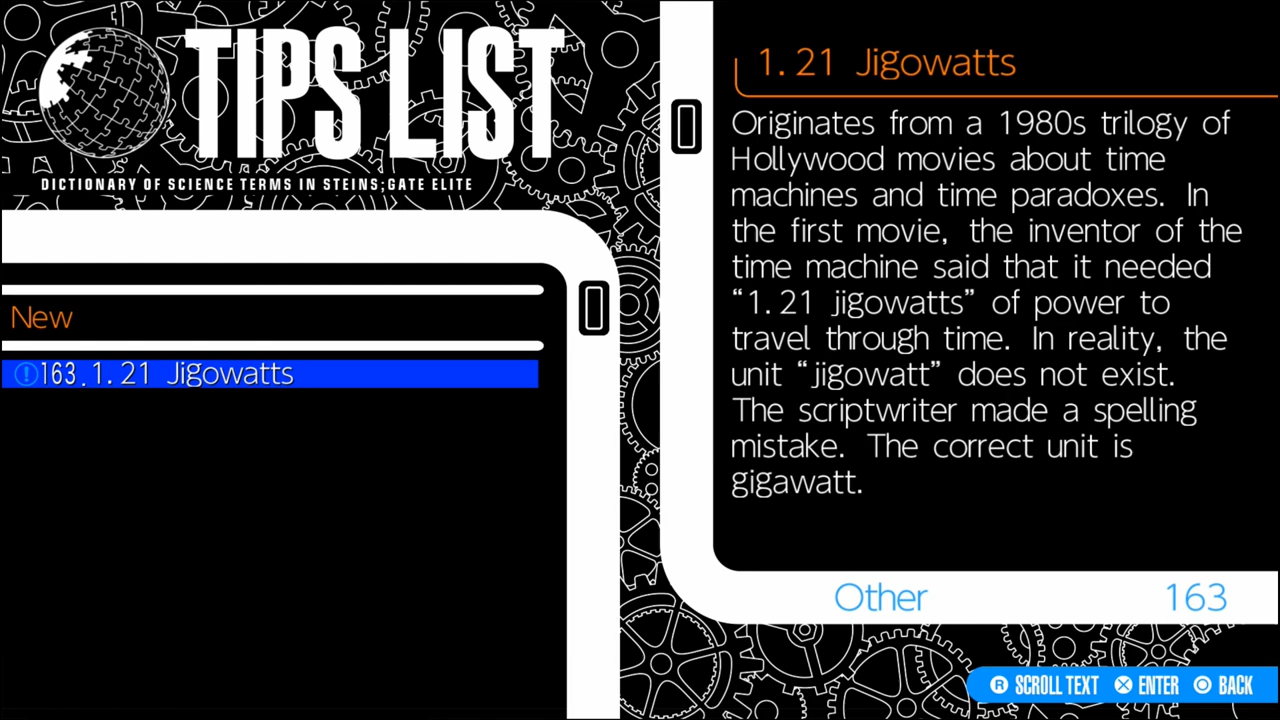 TIPS LIST
DICTIONARY OF SCIENCE TERMS IN STEINS;GATE ELITE
New
163.1.21 Jigowatts
1.21 Jigowatts
Originates from a 1980s trilogy of
Hollywood movies about time
machines and time paradoxes. In
the first movie, the inventor of the
time machine said that it needed
“1.21 jigowatts” of power to
travel through time. In reality, the
unit “jigowatt” does not exist.
The scriptwriter made a spelling
mistake. The correct unit is
gigawatt.
Other 163
R SCROLL TEXT ENTER BACK